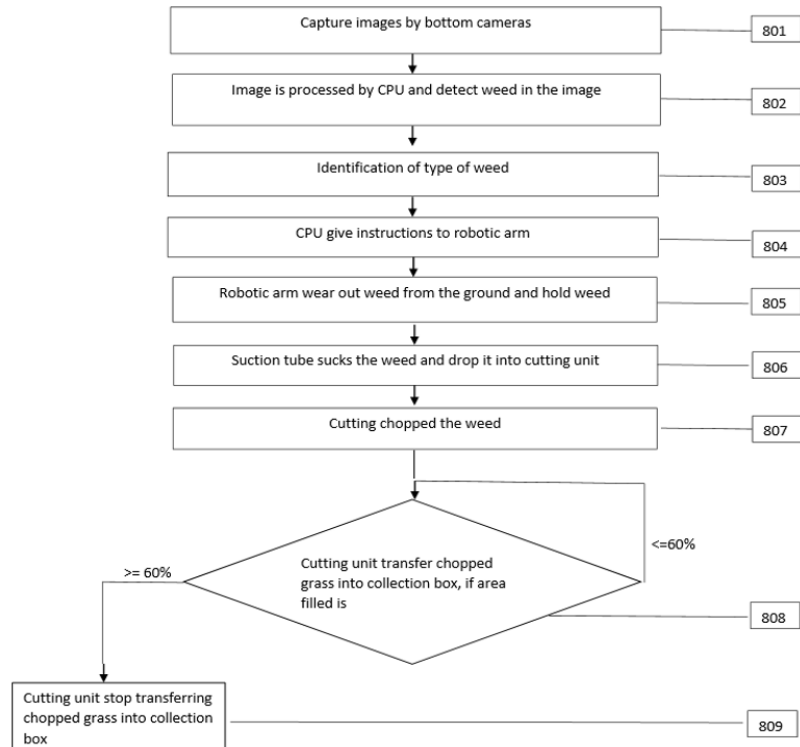 Capture images by bottom cameras
801
Image is processed by CPU and detect weed in the image
802
Identification of type of weed
803
CPU give instructions to robotic arm
804
Robotic arm wear out weed from the ground and hold weed
805
Suction tube sucks the weed and drop it into cutting unit
806
Cutting chopped the weed
807
<=60%
>= 60%
Cutting unit transfer chopped
grass into collection box, if area
filled is
808
Cutting unit stop transferring
chopped grass into collection
box
809